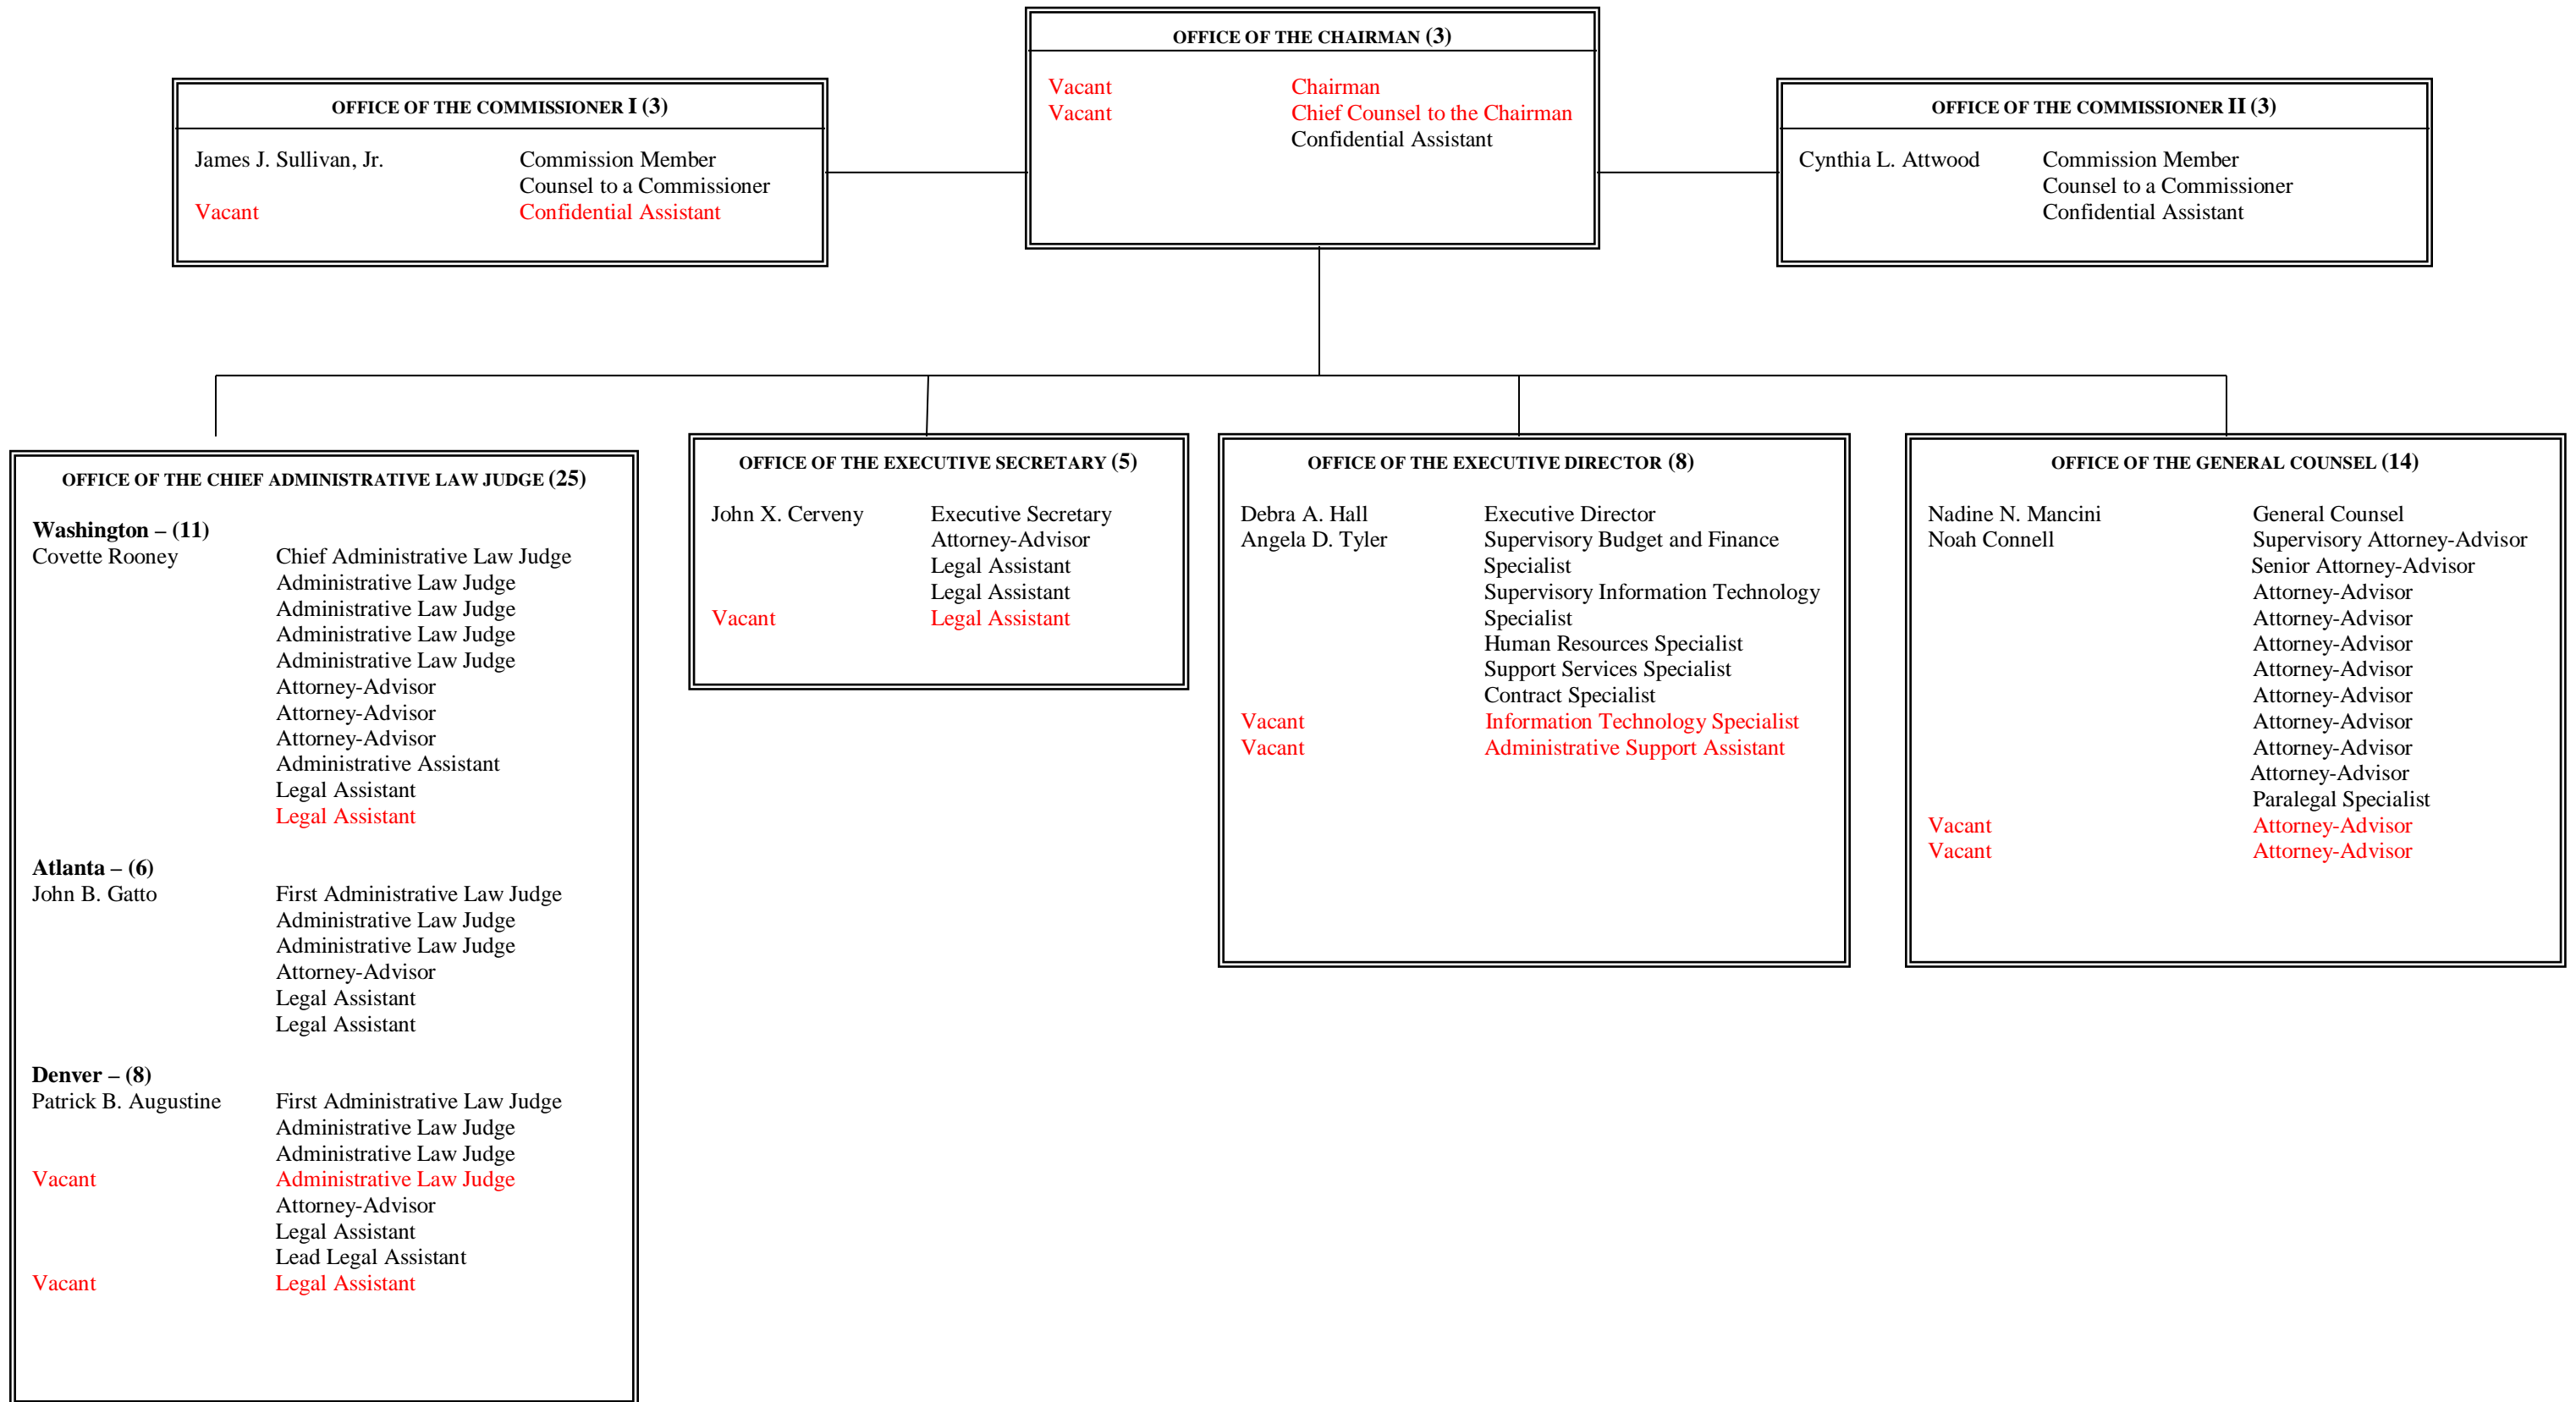 OFFICE OF THE CHAIRMAN (3)
Vacant Chairman
Vacant Chief Counsel to the Chairman
Confidential Assistant
OFFICE OF THE COMMISSIONER I (3)
James J. Sullivan, Jr. Commission Member
Counsel to a Commissioner
Vacant Confidential Assistant
OFFICE OF THE COMMISSIONER II (3)
Cynthia L. Attwood Commission Member
Counsel to a Commissioner
Confidential Assistant
OFFICE OF THE CHIEF ADMINISTRATIVE LAW JUDGE (25)
Washington – (11)
Covette Rooney Chief Administrative Law Judge
Administrative Law Judge
Administrative Law Judge
Administrative Law Judge
Administrative Law Judge
Attorney-Advisor
Attorney-Advisor
Attorney-Advisor
Administrative Assistant
Legal Assistant
Legal Assistant
Atlanta – (6)
John B. Gatto First Administrative Law Judge
Administrative Law Judge
Administrative Law Judge
Attorney-Advisor
Legal Assistant
Legal Assistant
Denver – (8)
Patrick B. Augustine First Administrative Law Judge
Administrative Law Judge
Administrative Law Judge
Vacant Administrative Law Judge
Attorney-Advisor
Legal Assistant
Lead Legal Assistant
Vacant Legal Assistant
OFFICE OF THE EXECUTIVE SECRETARY (5)
John X. Cerveny Executive Secretary
Attorney-Advisor
Legal Assistant
Legal Assistant
Vacant Legal Assistant
OFFICE OF THE EXECUTIVE DIRECTOR (8)
Debra A. Hall Executive Director
Angela D. Tyler Supervisory Budget and Finance
Specialist
Supervisory Information Technology
Specialist
Human Resources Specialist
Support Services Specialist
Contract Specialist
Vacant Information Technology Specialist
Vacant Administrative Support Assistant
OFFICE OF THE GENERAL COUNSEL (14)
Nadine N. Mancini General Counsel
Noah Connell Supervisory Attorney-Advisor
Senior Attorney-Advisor
Attorney-Advisor
Attorney-Advisor
Attorney-Advisor
Attorney-Advisor
Attorney-Advisor
Attorney-Advisor
Attorney-Advisor
Attorney-Advisor
Paralegal Specialist
Vacant Attorney-Advisor
Vacant Attorney-Advisor